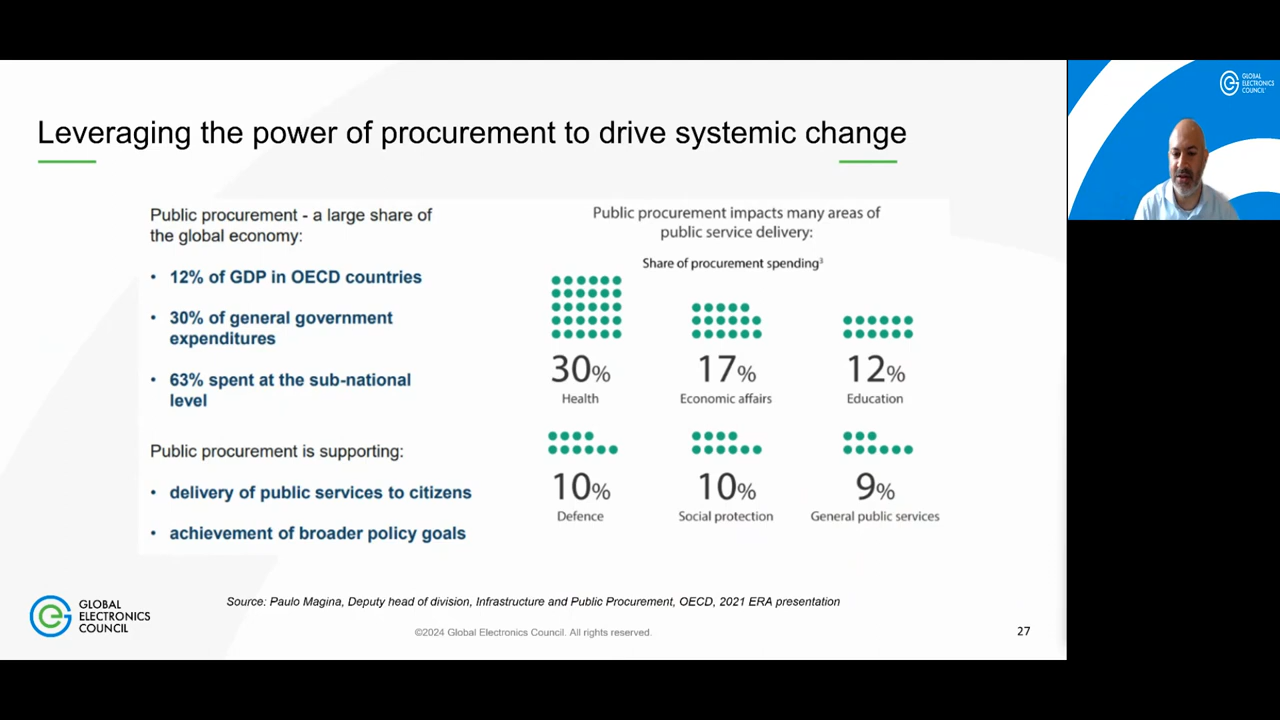 Leveraging the power of procurement to drive systemic change
Public procurement - a large share of
the global economy:
• 12% of GDP in OECD countries
• 30% of general government
expenditures
• 63% spent at the sub-national
level
Public procurement is supporting:
• delivery of public services to citizens
• achievement of broader policy goals
Public procurement impacts many areas of
public service delivery:
Share of procurement spending³
30%
Health
17%
Economic affairs
12%
Education
10%
Defence
10%
Social protection
9%
General public services
Source: Paulo Magina, Deputy head of division, Infrastructure and Public Procurement, OECD, 2021 ERA presentation
GLOBAL
ELECTRONICS
COUNCIL
©2024 Global Electronics Council. All rights reserved.
27
GLOBAL
ELECTRONICS
COUNCIL